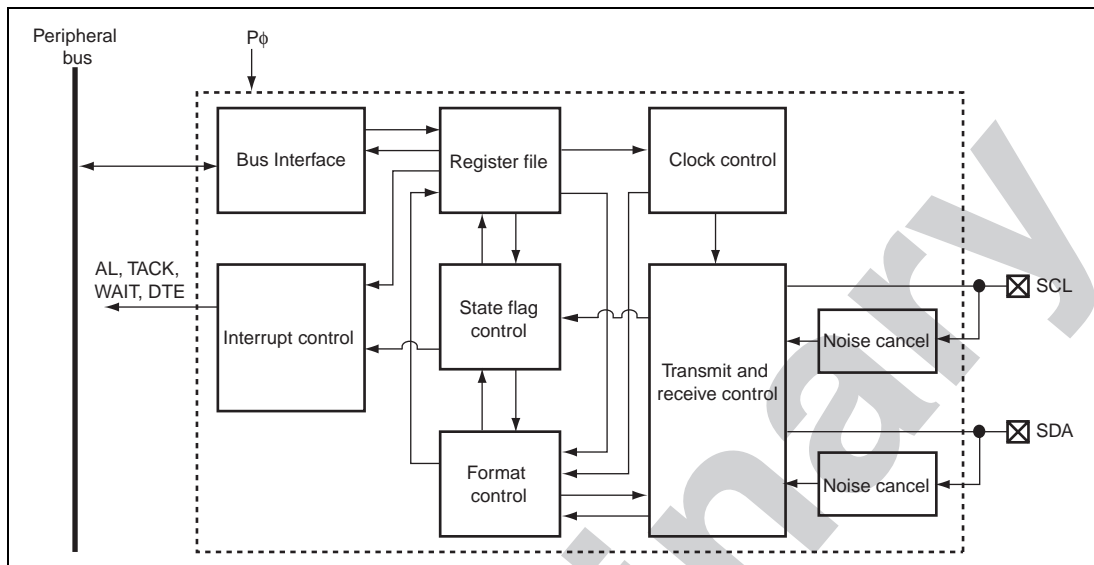 Peripheral
bus
Pϕ
Bus Interface
Register file
Clock control
AL, TACK,
WAIT, DTE
Interrupt control
State flag
control
Transmit and
receive control
SCL
Noise cancel
SDA
Noise cancel
Format
control
inary